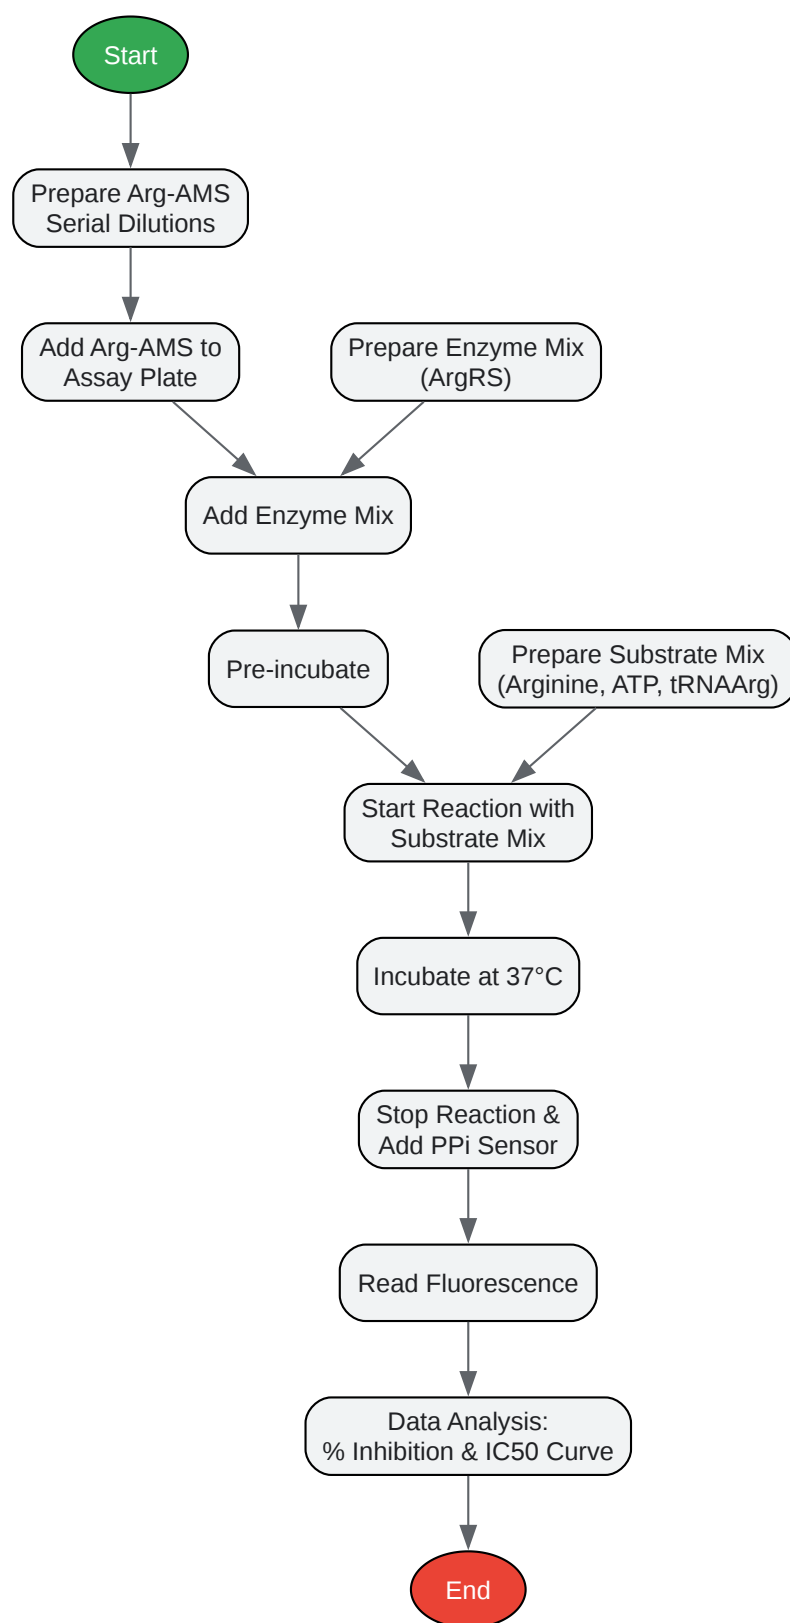 Start
Prepare Arg-AMS
Serial Dilutions
Add Arg-AMS to
Assay Plate
Prepare Enzyme Mix
(ArgRS)
Add Enzyme Mix
Pre-incubate
Prepare Substrate Mix
(Arginine, ATP, tRNAArg)
Start Reaction with
Substrate Mix
Incubate at 37°C
Stop Reaction &
Add PPi Sensor
Read Fluorescence
Data Analysis:
% Inhibition & IC50 Curve
End